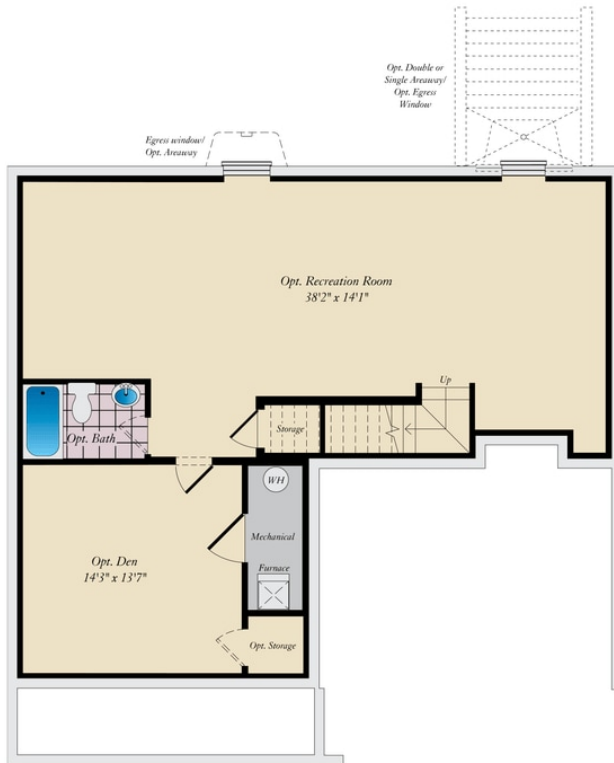 Opt. Double or
Single Areaway/
Opt. Egress
Window
Egress window/
Opt. Areaway
Opt. Recreation Room
38'2" x 14'1"
Up
Storage
Opt. Bath
WH
Mechanical
Opt. Den
14'3" x 13'7"
Furnace
Opt. Storage